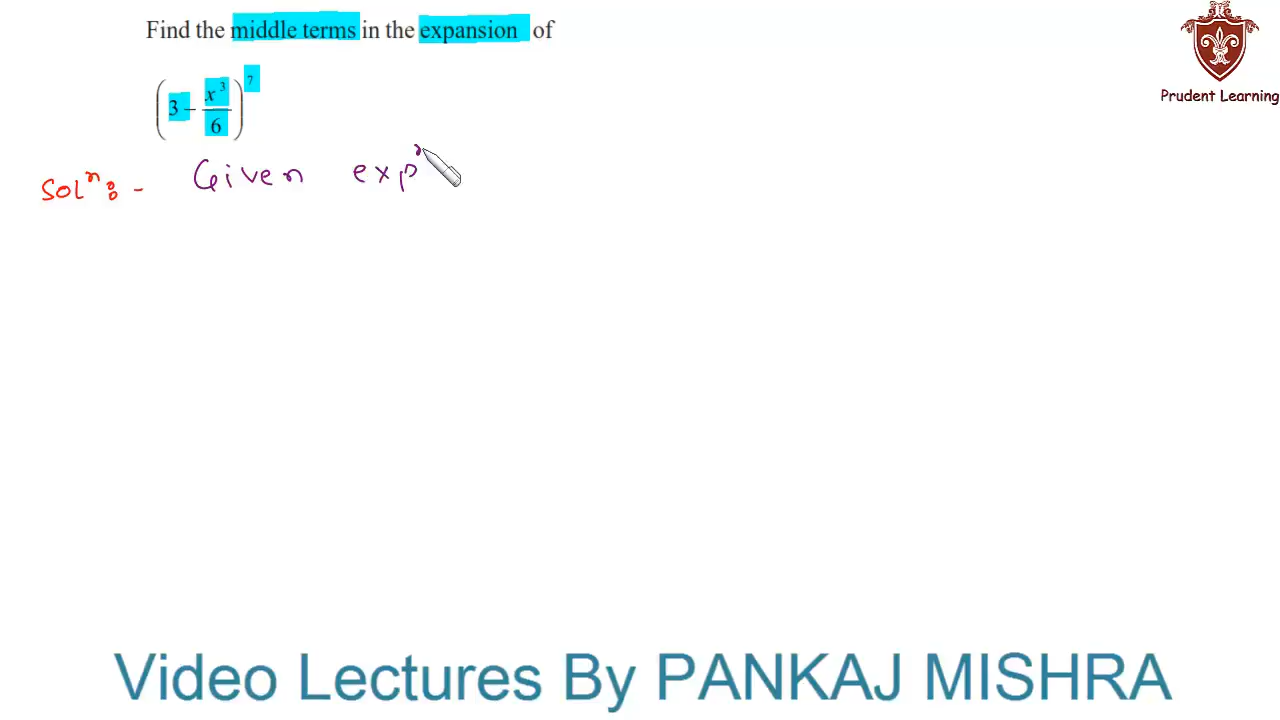 Find the middle terms in the expansion of
Prudent Learning
(3 − x³/6)⁷
Solⁿ:- Given expʳ
Video Lectures By PANKAJ MISHRA